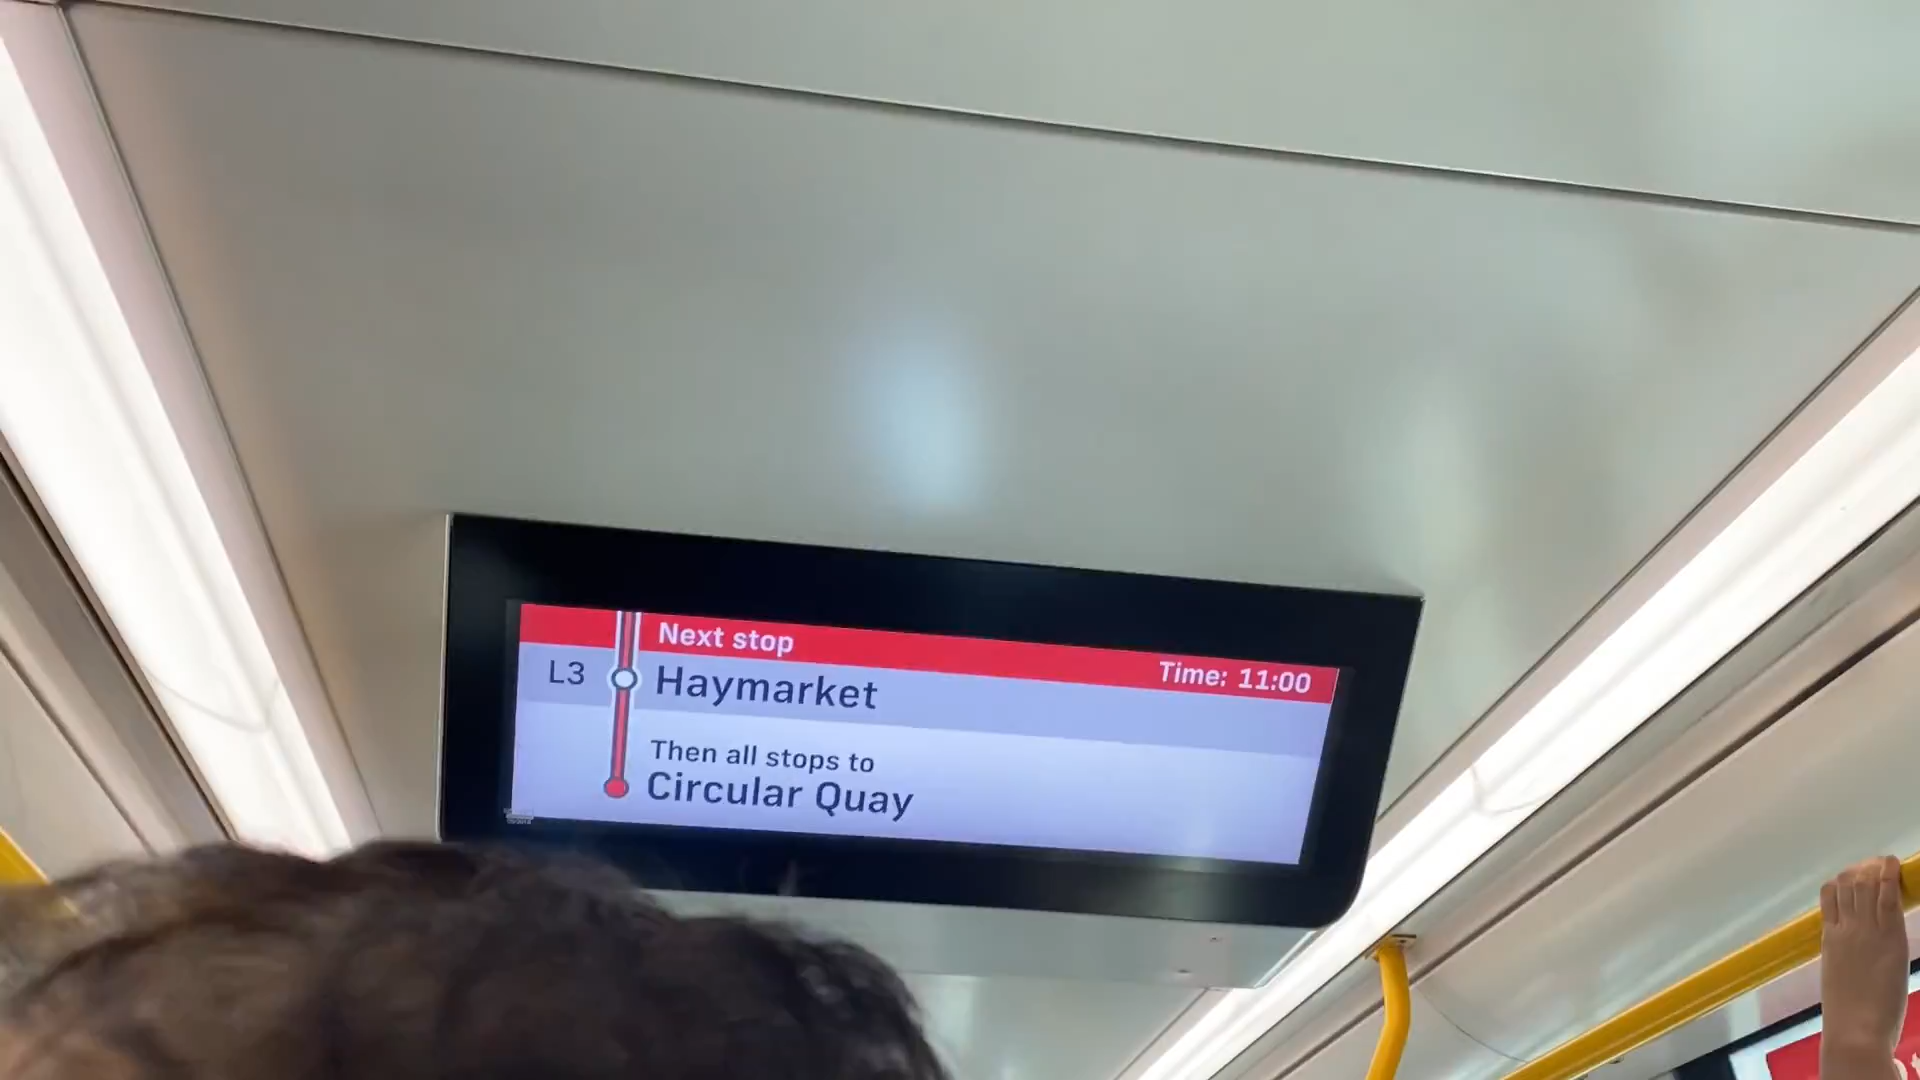 Next stop
Time: 11:00
L3 Haymarket
Then all stops to
Circular Quay